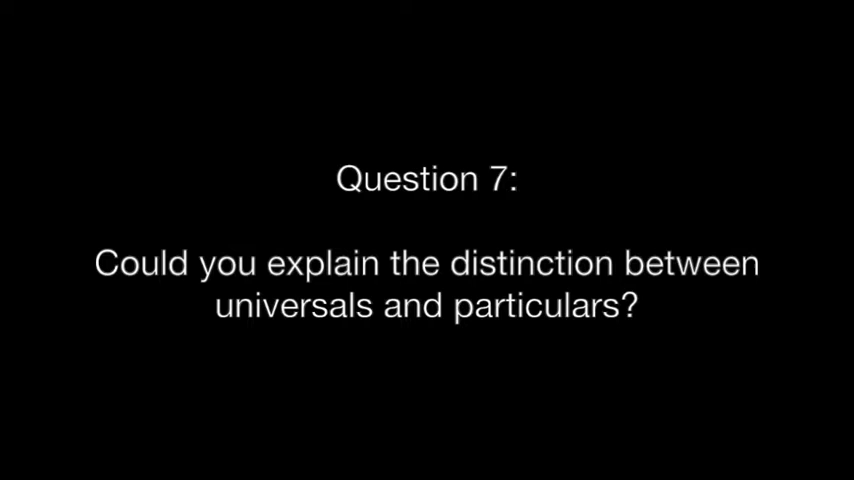 Question 7:
Could you explain the distinction between
universals and particulars?